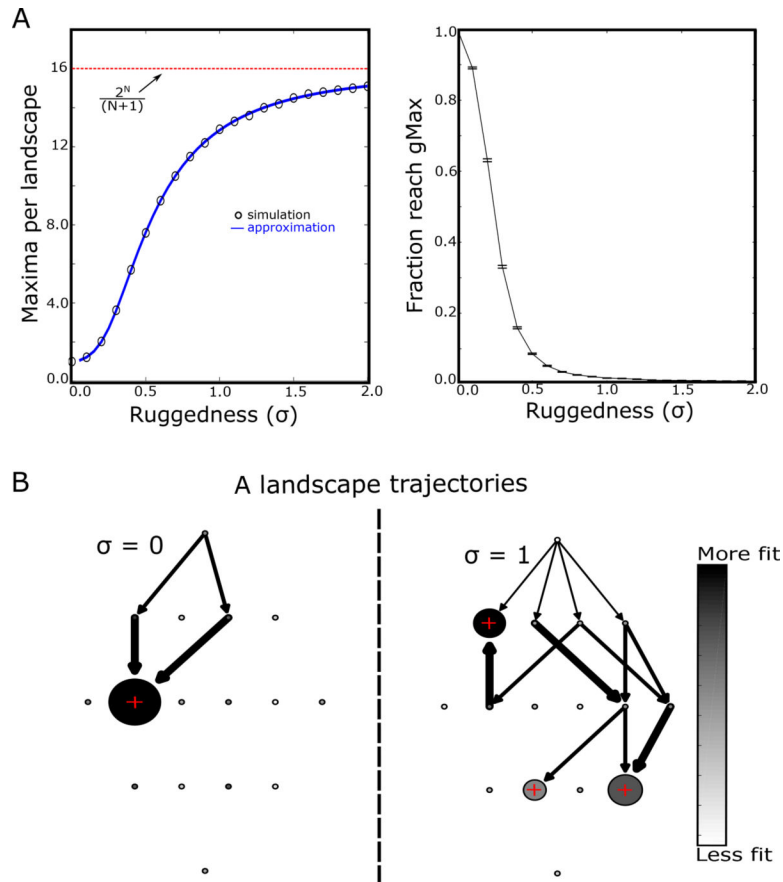 A
Maxima per landscape
16
12
8.0
4.0
0.0
2^N
(N+1)
simulation
approximation
0.0 0.5 1.0 1.5 2.0
Ruggedness (σ)
Fraction reach gMax
1.0
0.8
0.6
0.4
0.2
0.0
0.0 0.5 1.0 1.5 2.0
Ruggedness (σ)
B
A landscape trajectories
σ = 0
σ = 1
More fit
Less fit